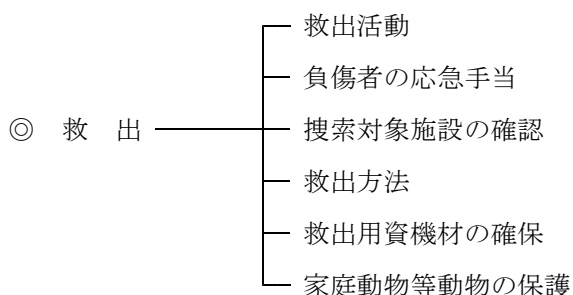 救出活動
負傷者の応急手当
◎ 救 出 捜索対象施設の確認
救出方法
救出用資機材の確保
家庭動物等動物の保護